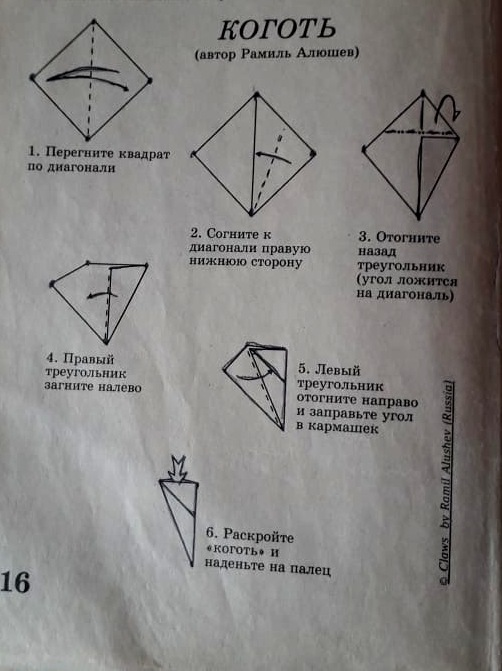 КОГОТЬ
(автор Рамиль Алюшев)
1. Перегните квадрат
по диагонали
2. Согните к
диагонали правую
нижнюю сторону
3. Отогните
назад
треугольник
(угол ложится
на диагональ)
4. Правый
треугольник
загните налево
5. Левый
треугольник
отогните направо
и заправьте угол
в кармашек
6. Раскройте
«коготь» и
наденьте на палец
© Claws by Ramil Alushev (Russia)
16